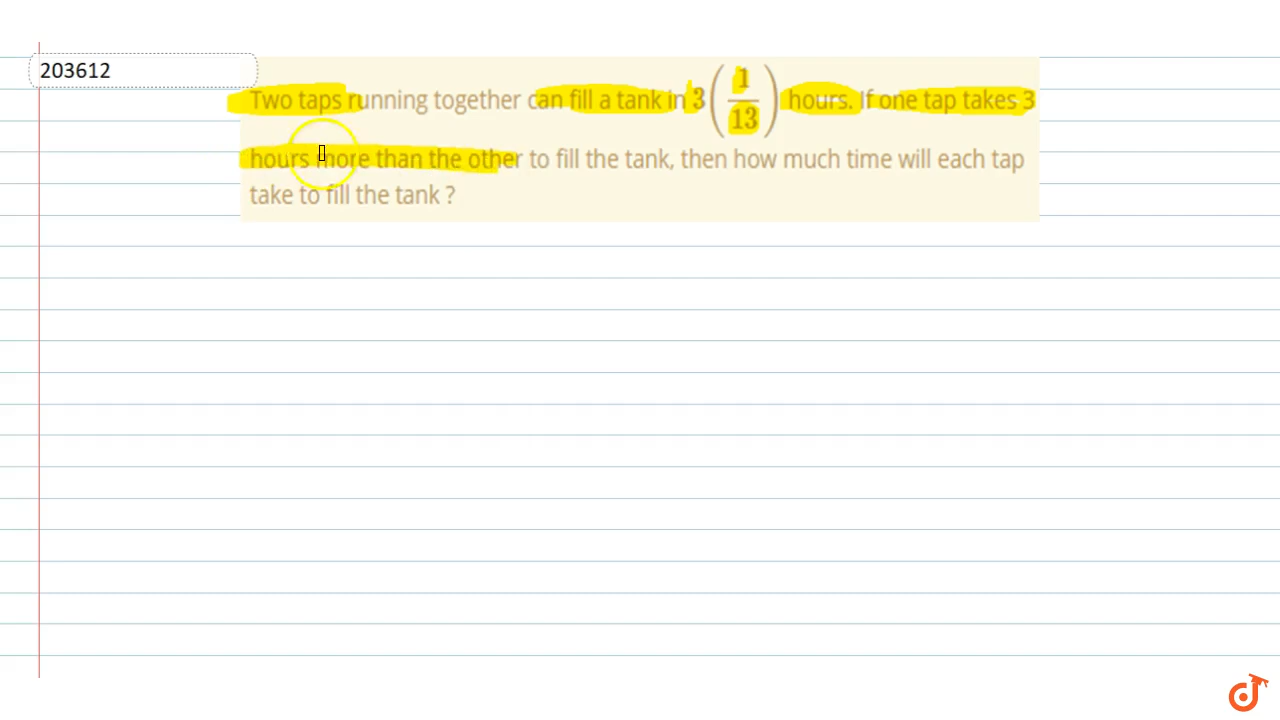 203612
Two taps running together can fill a tank in 3(1/13) hours. If one tap takes 3
hours more than the other to fill the tank, then how much time will each tap
take to fill the tank ?